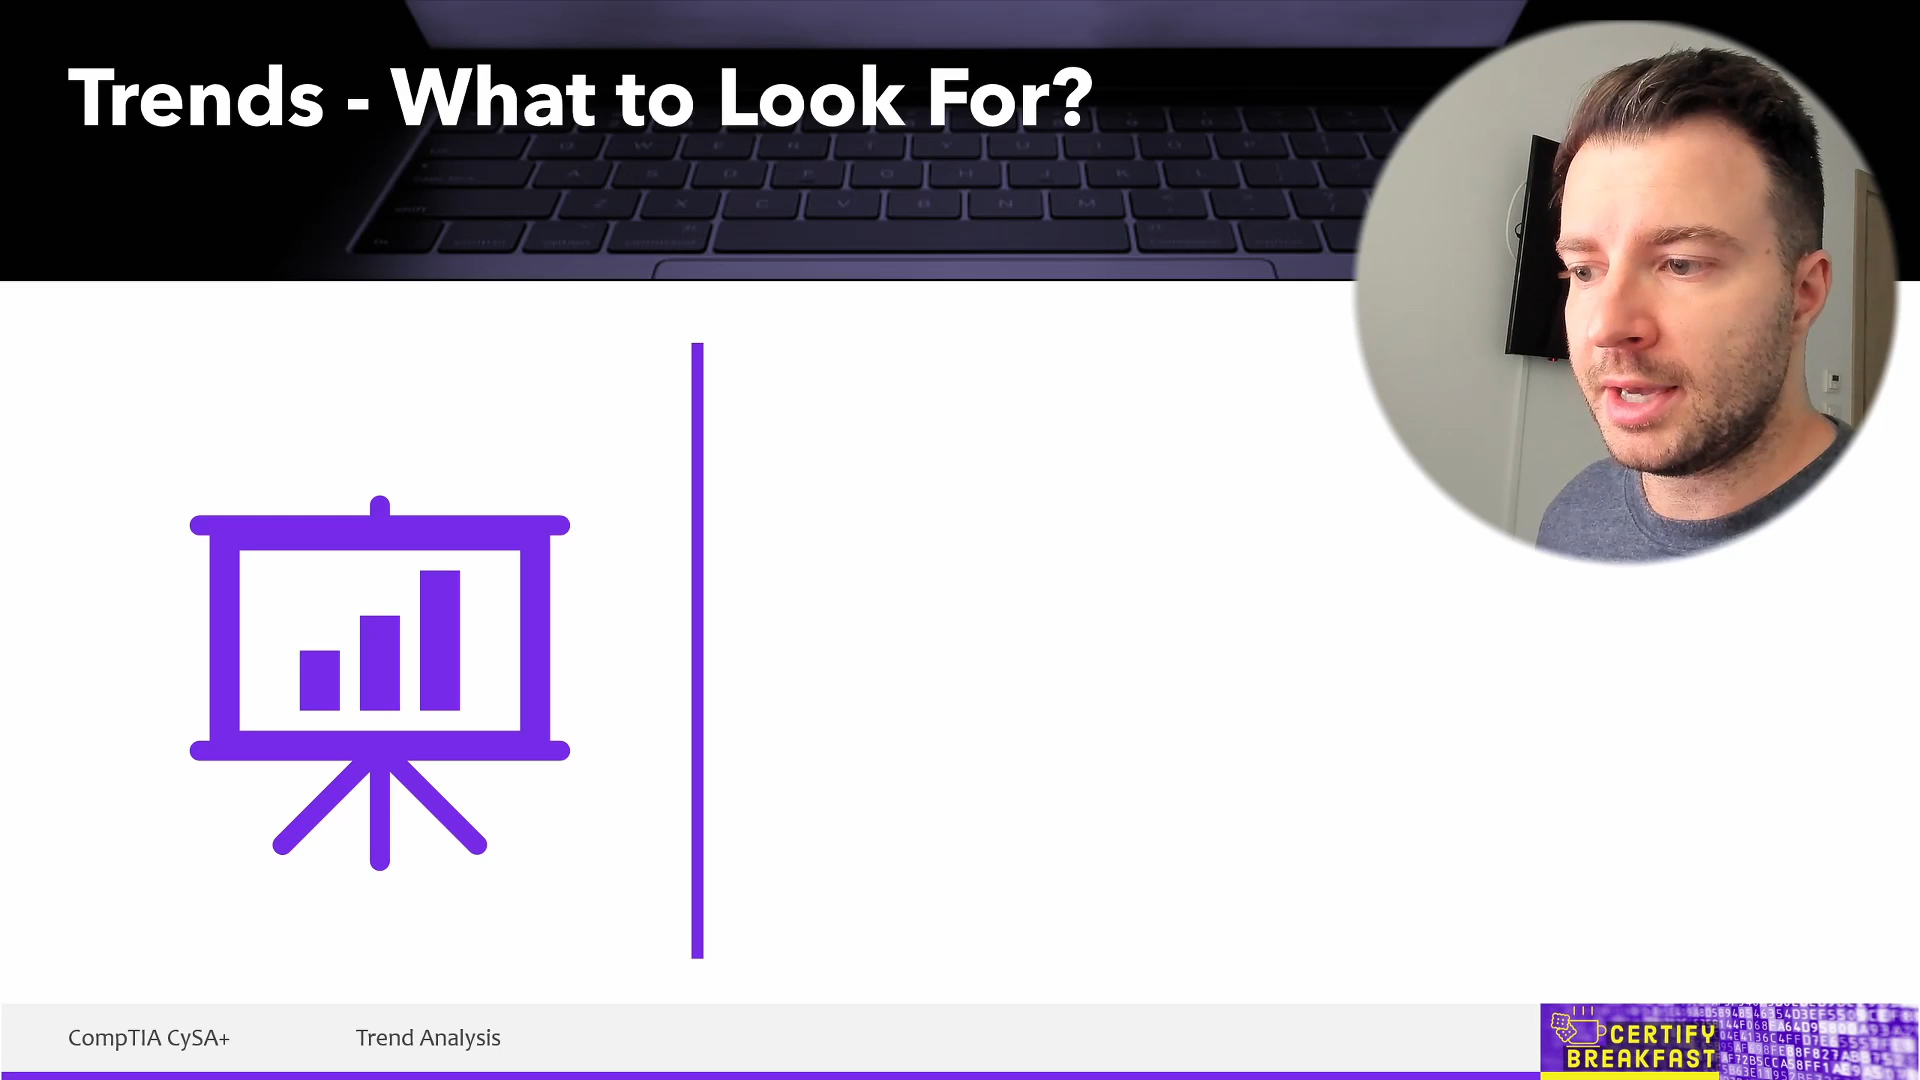 Trends - What to Look For?
CompTIA CySA+
Trend Analysis
CERTIFY
BREAKFAST